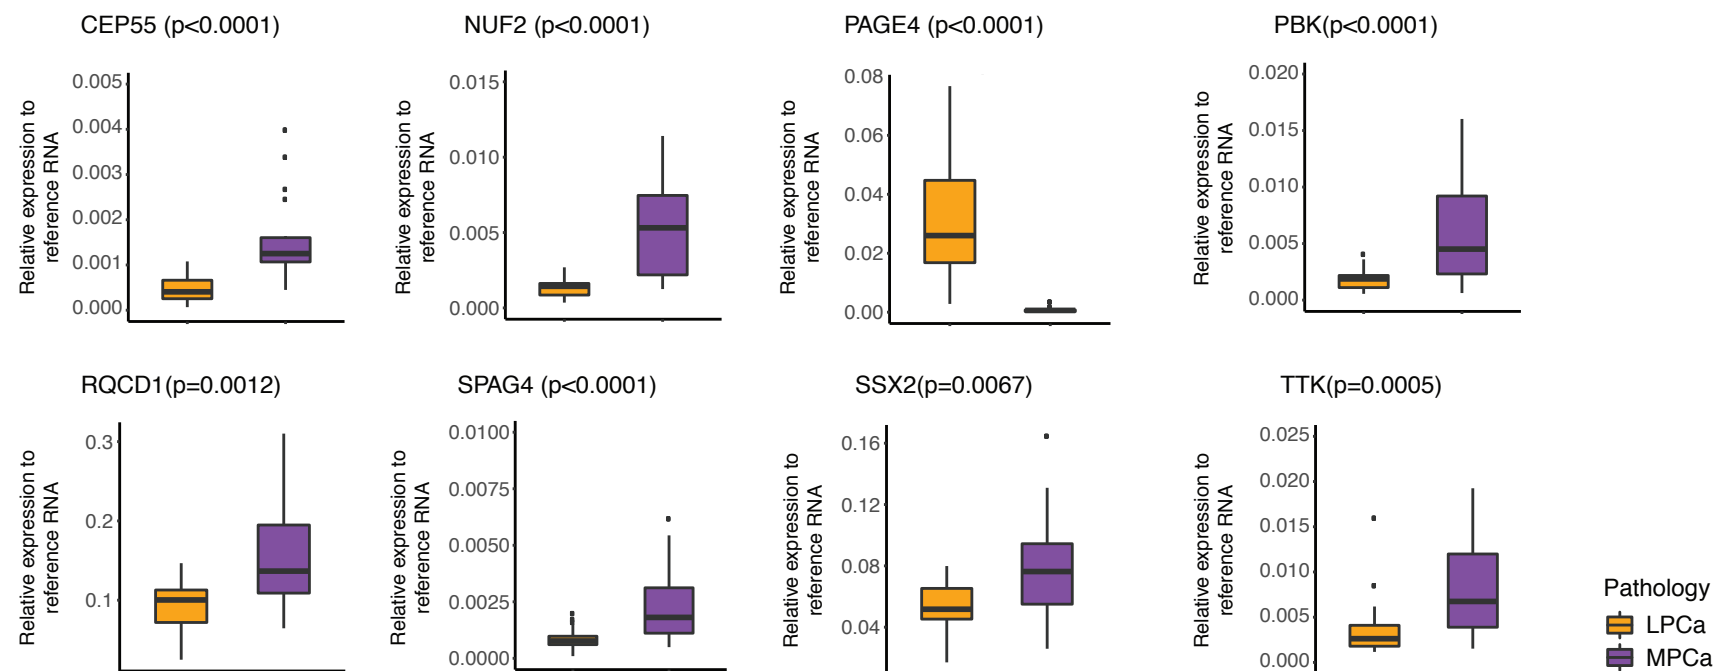 CEP55 (p<0.0001)
NUF2 (p<0.0001)
PAGE4 (p<0.0001)
PBK(p<0.0001)
Relative expression to
reference RNA
0.005
0.004
0.003
0.002
0.001
0.000
Relative expression to
reference RNA
0.015
0.010
0.005
0.000
Relative expression to
reference RNA
0.08
0.06
0.04
0.02
0.00
Relative expression to
reference RNA
0.020
0.015
0.010
0.005
0.000
RQCD1(p=0.0012)
SPAG4 (p<0.0001)
SSX2(p=0.0067)
TTK(p=0.0005)
Relative expression to
reference RNA
0.3
0.2
0.1
Relative expression to
reference RNA
0.0100
0.0075
0.0050
0.0025
0.0000
Relative expression to
reference RNA
0.16
0.12
0.08
0.04
Relative expression to
reference RNA
0.025
0.020
0.015
0.010
0.005
0.000
Pathology
LPCa
MPCa